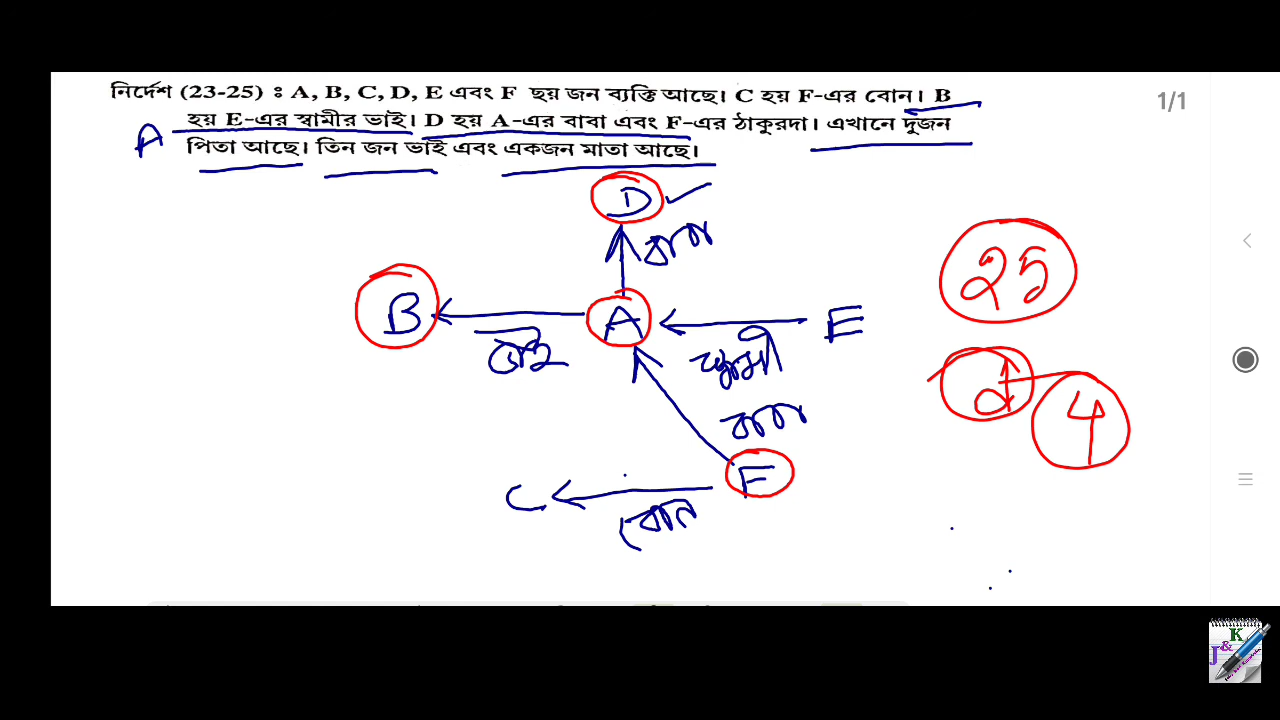 নির্দেশ (23-25) ঃ A, B, C, D, E এবং F ছয় জন ব্যক্তি আছে। C হয় F-এর বোন। B
হয় E-এর স্বামীর ভাই। D হয় A-এর বাবা এবং F-এর ঠাকুরদা। এখানে দুজন
পিতা আছে। তিন জন ভাই এবং একজন মাতা আছে।
1/1
A
D
বাবা
B
A
E
ভাই
স্বামী
25
4
বাবা
F
C
বোন
J&K